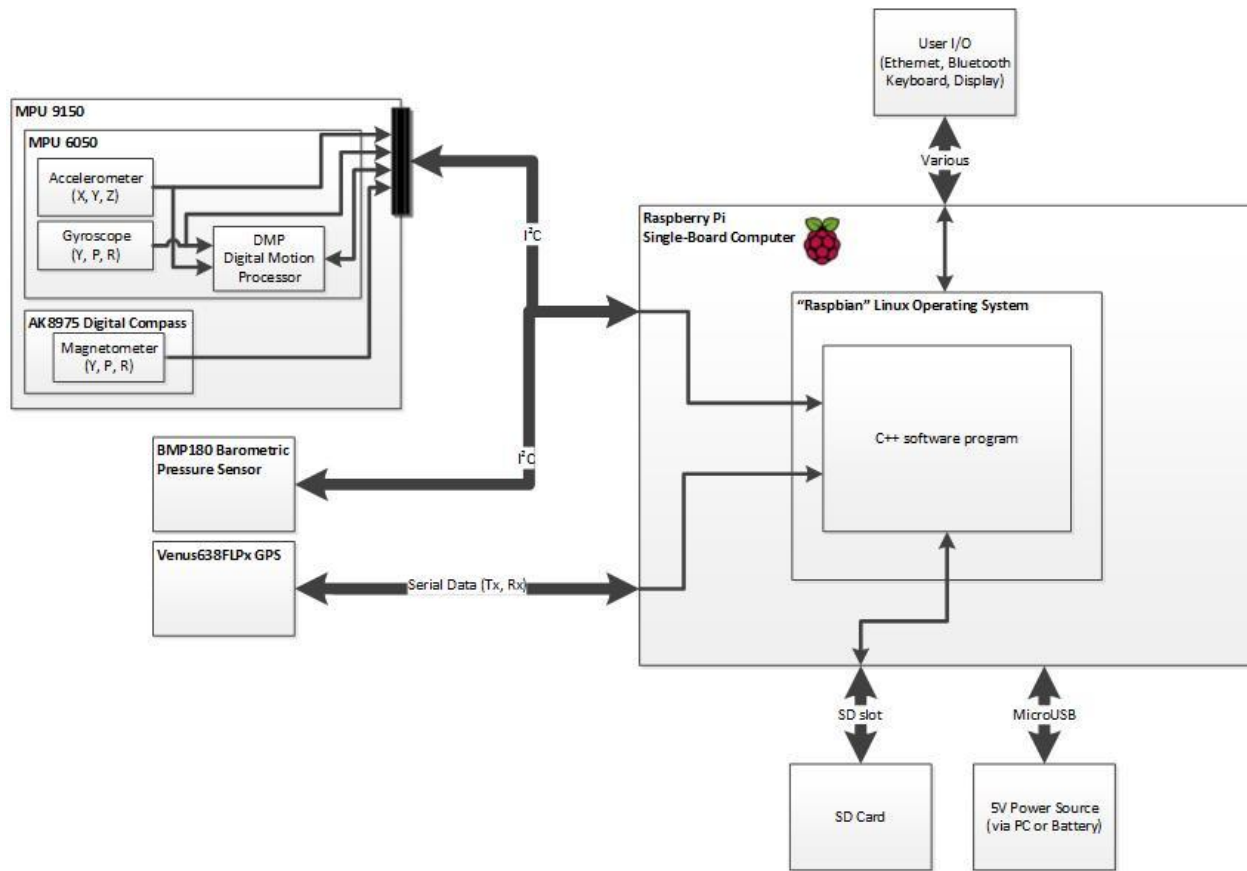 User I/O
(Ethernet, Bluetooth
Keyboard, Display)
Various
MPU 9150
MPU 6050
Accelerometer
(X, Y, Z)
Gyroscope
(Y, P, R)
DMP
Digital Motion
Processor
AK8975 Digital Compass
Magnetometer
(Y, P, R)
I²C
Raspberry Pi
Single-Board Computer
“Raspbian” Linux Operating System
C++ software program
BMP180 Barometric
Pressure Sensor
I²C
Venus638FLPx GPS
Serial Data (Tx, Rx)
SD slot
MicroUSB
SD Card
5V Power Source
(via PC or Battery)